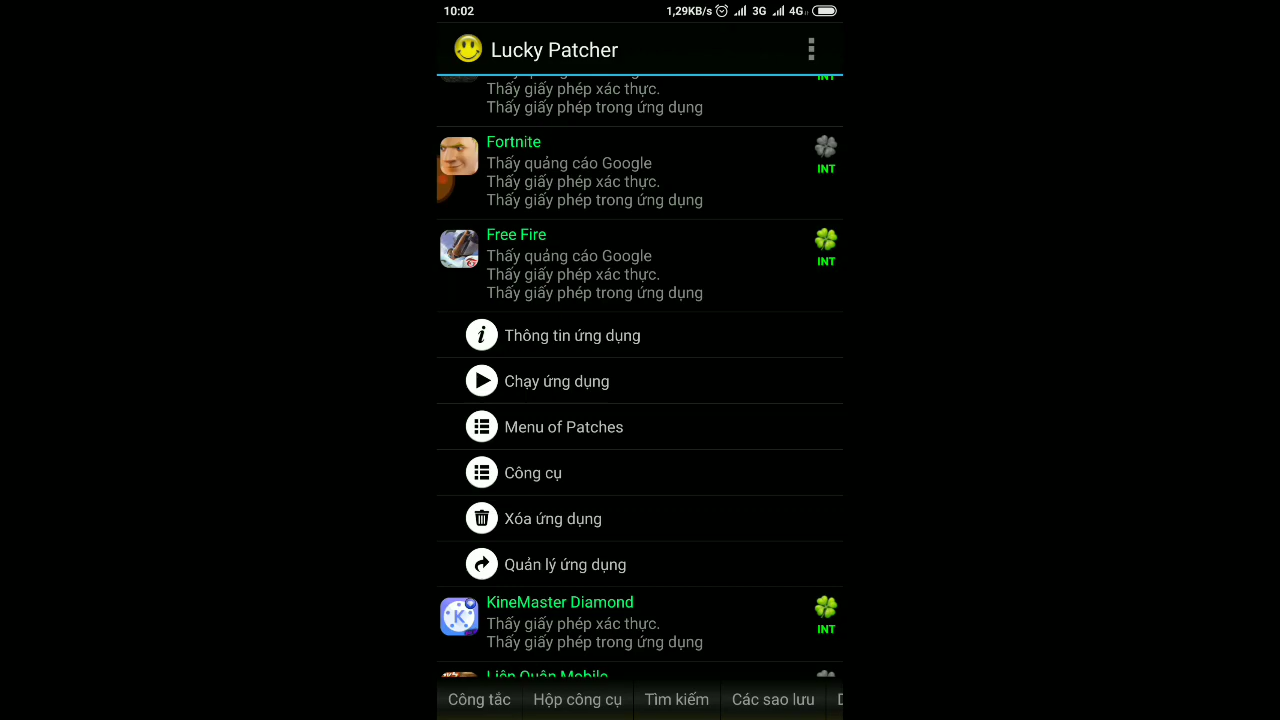 10:02
1,29KB/s 3G 4G
Lucky Patcher
INT
Thấy giấy phép xác thực.
Thấy giấy phép trong ứng dụng
Fortnite
Thấy quảng cáo Google
INT
Thấy giấy phép xác thực.
Thấy giấy phép trong ứng dụng
Free Fire
Thấy quảng cáo Google
INT
Thấy giấy phép xác thực.
Thấy giấy phép trong ứng dụng
Thông tin ứng dụng
Chạy ứng dụng
Menu of Patches
Công cụ
Xóa ứng dụng
Quản lý ứng dụng
KineMaster Diamond
Thấy giấy phép xác thực.
INT
Thấy giấy phép trong ứng dụng
Liên Quân Mobile
Công tắc
Hộp công cụ
Tìm kiếm
Các sao lưu